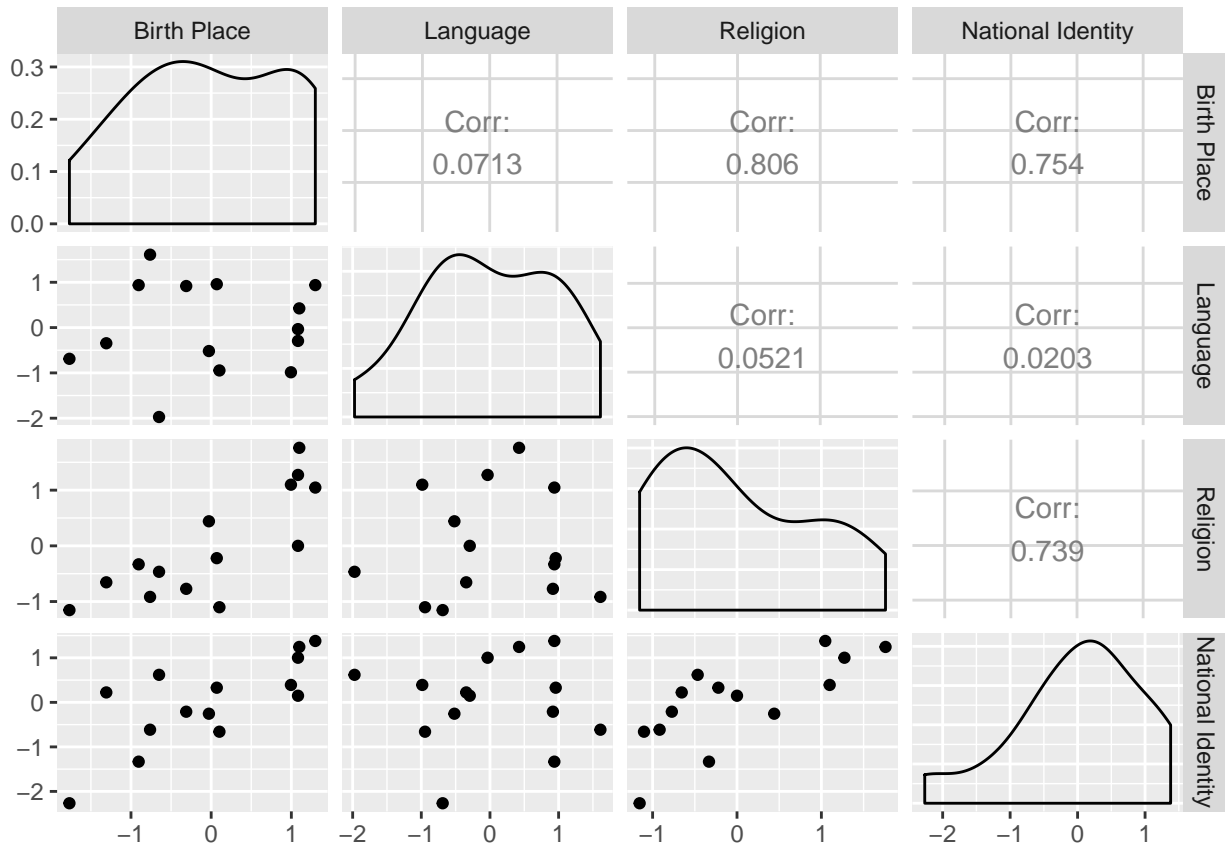 Birth Place Language Religion National Identity
0.3
0.2
0.1
0.0
Corr:
0.0713
Corr:
0.806
Corr:
0.754
Birth Place
1
0
−1
−2
Corr:
0.0521
Corr:
0.0203
Language
1
0
−1
Corr:
0.739
Religion
1
0
−1
−2
National Identity
−1 0 1 −2 −1 0 1 −1 0 1 −2 −1 0 1